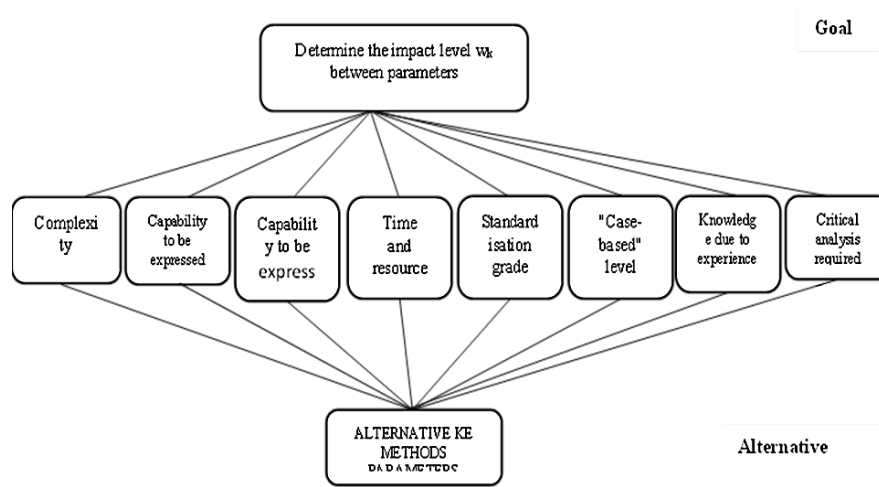 Goal
Determine the impact level wk
between parameters
Complexi
ty
Capability
to be
expressed
Capabilit
y to be
express
Time
and
resource
Standard
isation
grade
"Case-
based"
level
Knowledg
e due to
experience
Critical
analysis
required
ALTERNATIVE KE
METHODS
PARAMETERS
Alternative